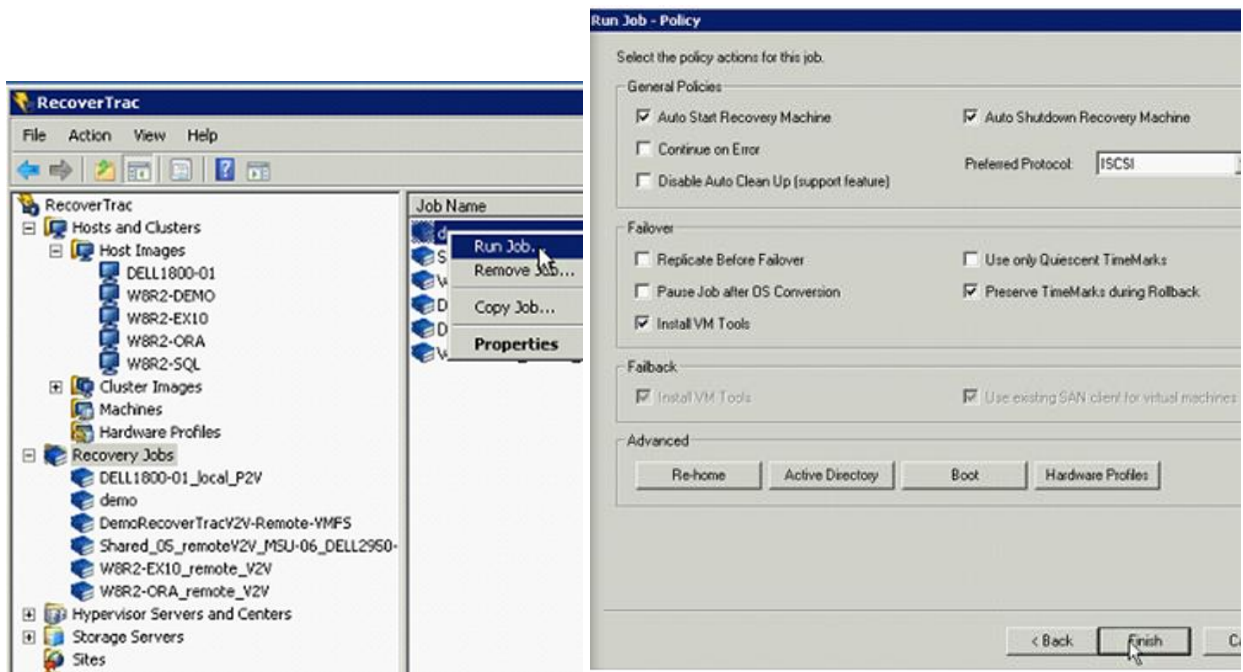 RecoverTrac
File Action View Help
RecoverTrac
Hosts and Clusters
Host Images
DELL1800-01
W8R2-DEMO
W8R2-EX10
W8R2-ORA
W8R2-SQL
Cluster Images
Machines
Hardware Profiles
Recovery Jobs
DELL1800-01_local_P2V
demo
DemoRecoverTracV2V-Remote-VMFS
Shared_05_remoteV2V_MSU-06_DELL2950-
W8R2-EX10_remote_V2V
W8R2-ORA_remote_V2V
Hypervisor Servers and Centers
Storage Servers
Sites
Job Name
d
S
W
D
D
W
Run Job...
Remove Job...
Copy Job...
Properties
Run Job - Policy
Select the policy actions for this job.
General Policies
Auto Start Recovery Machine
Auto Shutdown Recovery Machine
Continue on Error
Preferred Protocol: ISCSI
Disable Auto Clean Up (support feature)
Failover
Replicate Before Failover
Use only Quiescent TimeMarks
Pause Job after OS Conversion
Preserve TimeMarks during Rollback
Install VM Tools
Failback
Install VM Tools
Use existing SAN client for virtual machines
Advanced
Re-home Active Directory Boot Hardware Profiles
< Back Finish Ca